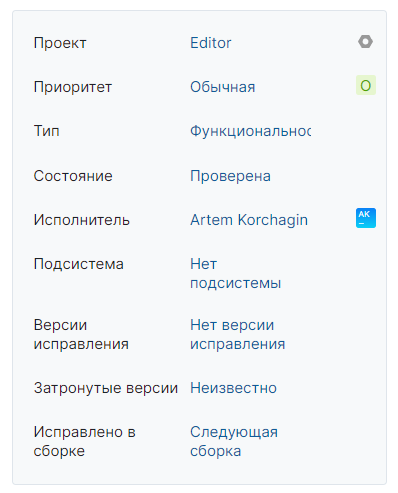 Проект Editor
Приоритет Обычная О
Тип Функционально
Состояние Проверена
Исполнитель Artem Korchagin AK
Подсистема Нет
подсистемы
Версии Нет версии
исправления исправления
Затронутые версии Неизвестно
Исправлено в Следующая
сборке сборка